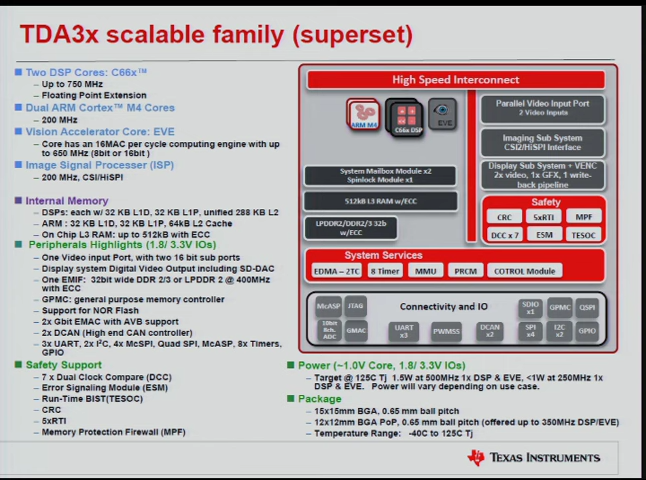 TDA3x scalable family (superset)
Two DSP Cores: C66x™
– Up to 750 MHz
– Floating Point Extension
Dual ARM Cortex™ M4 Cores
– 200 MHz
Vision Accelerator Core: EVE
– Core has an 16MAC per cycle computing engine with up
to 650 MHz (8bit or 16bit )
Image Signal Processer (ISP)
– 200 MHz, CSI/HiSPI
Internal Memory
– DSPs: each w/ 32 KB L1D, 32 KB L1P, unified 288 KB L2
– ARM : 32 KB L1D, 32 KB L1P, 64kB L2 Cache
– On Chip L3 RAM: up to 512kB with ECC
Peripherals Highlights (1.8/ 3.3V IOs)
– One Video input Port, with two 16 bit sub ports
– Display system Digital Video Output including SD-DAC
– One EMIF: 32bit wide DDR 2/3 or LPDDR 2 @ 400MHz
with ECC
– GPMC: general purpose memory controller
– Support for NOR Flash
– 2x Gbit EMAC with AVB support
– 2x DCAN (High end CAN controller)
– 3x UART, 2x I²C, 4x McSPI, Quad SPI, McASP, 8x Timers,
GPIO
Safety Support
– 7 x Dual Clock Compare (DCC)
– Error Signaling Module (ESM)
– Run-Time BIST(TESOC)
– CRC
– 5xRTI
– Memory Protection Firewall (MPF)
High Speed Interconnect
ARM M4
C66x DSP
EVE
Parallel Video Input Port
2 Video Inputs
Imaging Sub System
CSI2/HiSPI Interface
Display Sub System + VENC
2x video, 1x GFX, 1 write-
back pipeline
System Mailbox Module x2
Spinlock Module x1
512kB L3 RAM w/ECC
LPDDR2/DDR2/3 32b
w/ECC
Safety
CRC 5xRTI MPF
DCC x 7 ESM TESOC
System Services
EDMA – 2TC 8 Timer MMU PRCM COTROL Module
Connectivity and IO
McASP JTAG
10bit
8ch.
ADC
GMAC
UART
x3
PWMSS
DCAN
x2
SDIO
x1
GPMC QSPI
SPI
x4
I2C
x2
GPIO
Power (~1.0V Core, 1.8/ 3.3V IOs)
– Target @ 125C Tj 1.5W at 500MHz 1x DSP & EVE, <1W at 250MHz 1x
DSP & EVE. Power will vary depending on use case.
Package
– 15x15mm BGA, 0.65 mm ball pitch
– 12x12mm BGA PoP, 0.65 mm ball pitch (offered up to 350MHz DSP/EVE)
– Temperature Range: -40C to 125C Tj
TEXAS INSTRUMENTS